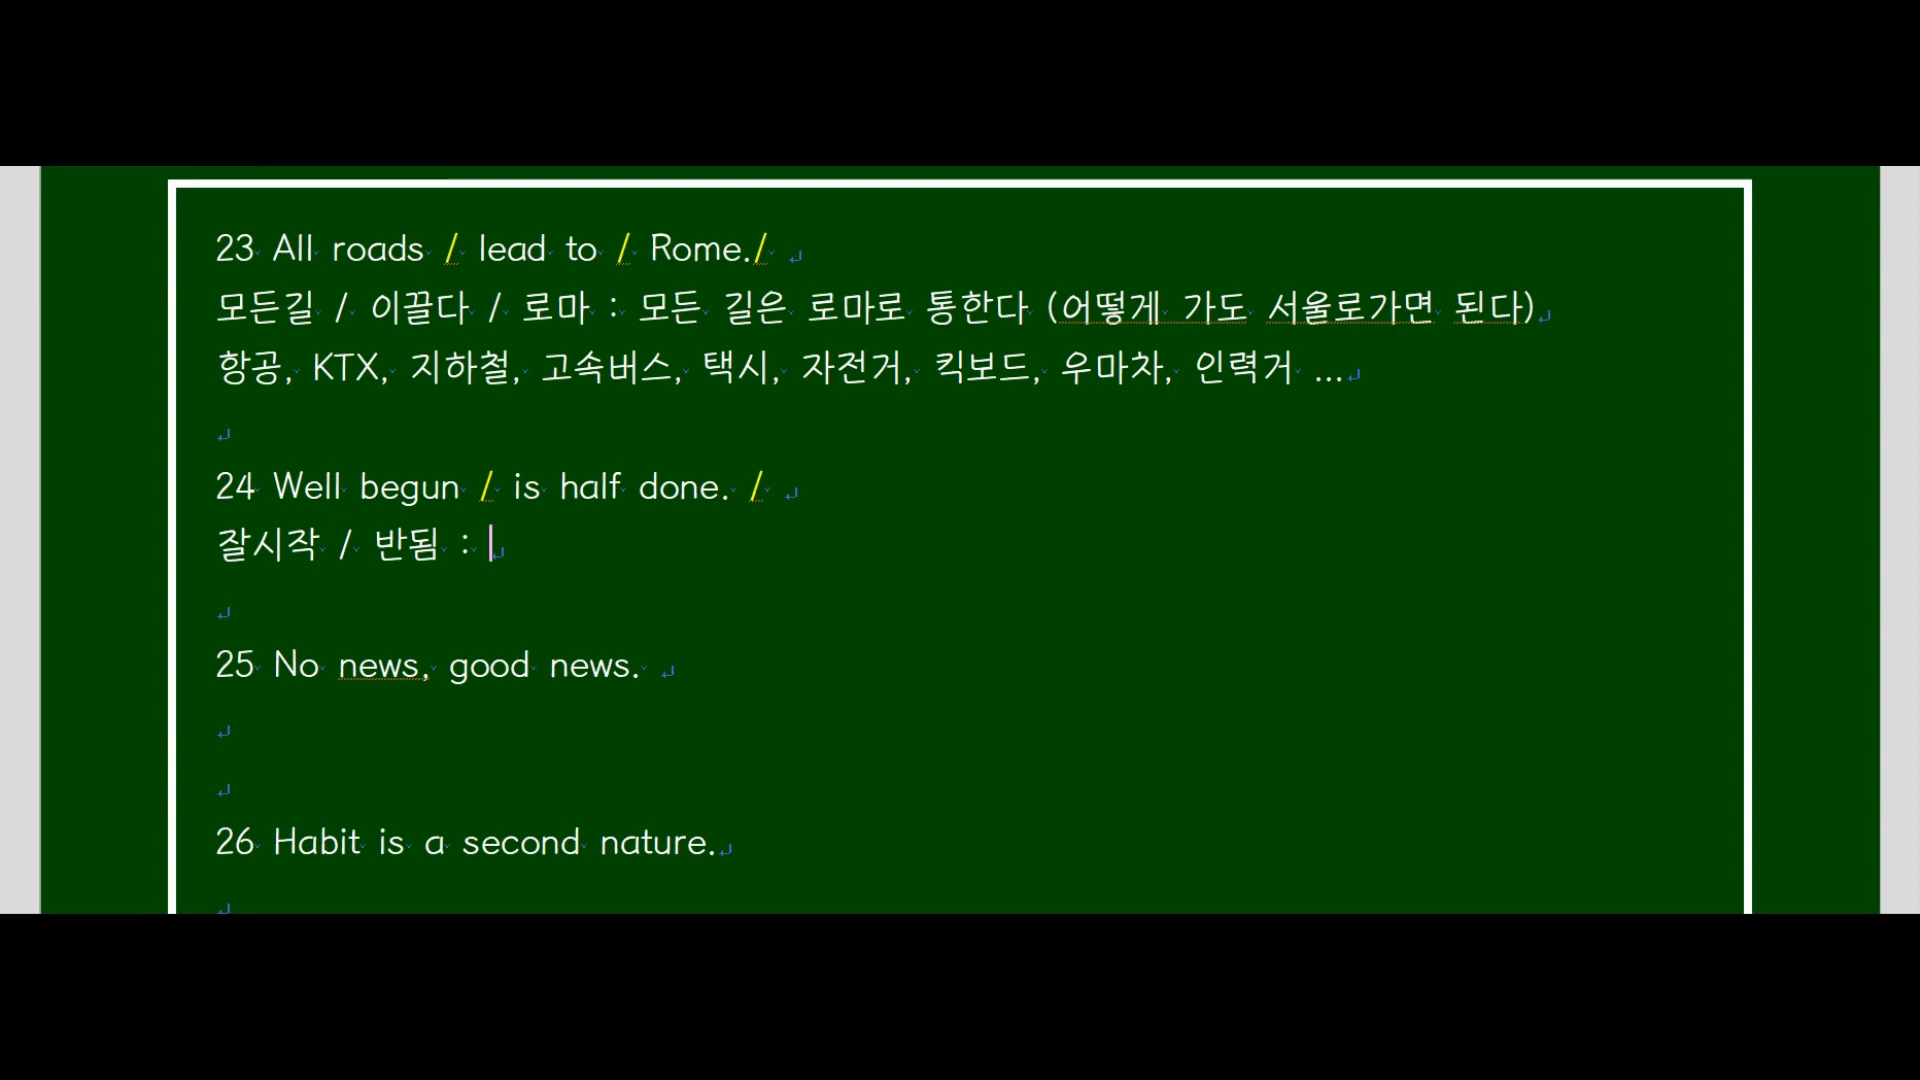 23 All roads / lead to / Rome./
모든길 / 이끌다 / 로마 : 모든 길은 로마로 통한다 (어떻게 가도 서울로가면 된다)
항공, KTX, 지하철, 고속버스, 택시, 자전거, 킥보드, 우마차, 인력거 ...
24 Well begun / is half done. /
잘시작 / 반됨 :
25 No news, good news.
26 Habit is a second nature.